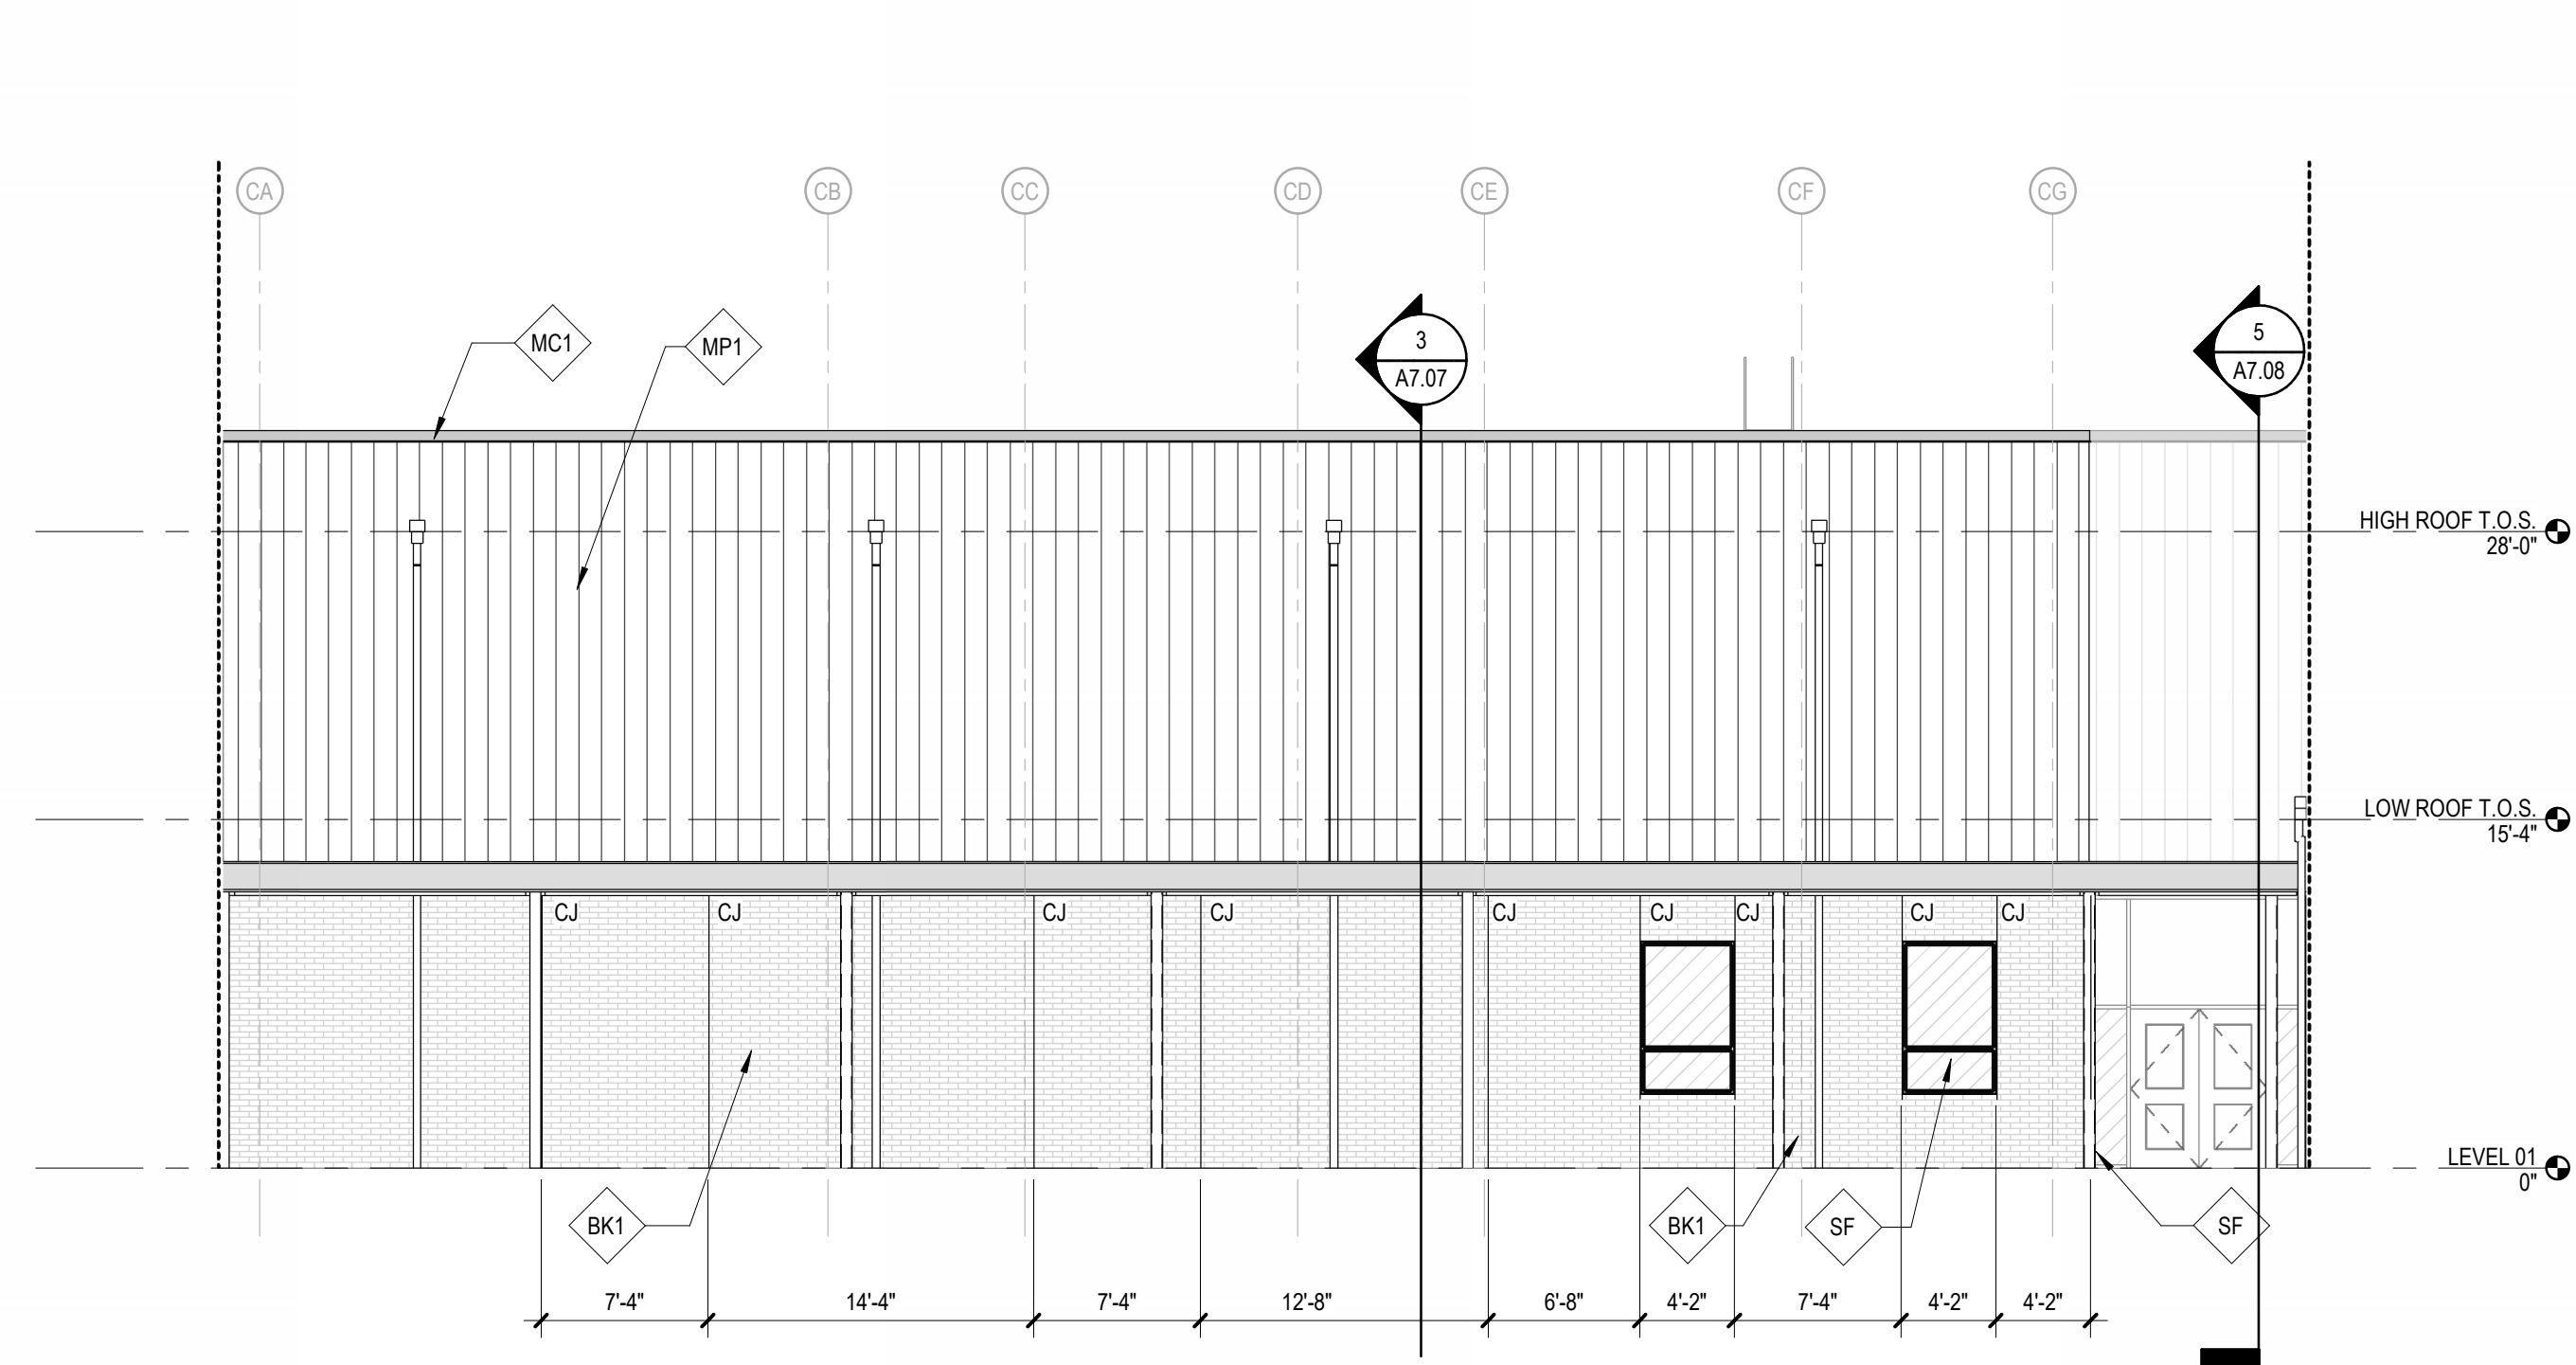 CA
CB
CC
CD
CE
CF
CG
MC1
MP1
3
A7.07
5
A7.08
HIGH ROOF T.O.S.
28'-0"
LOW ROOF T.O.S.
15'-4"
CJ
CJ
CJ
CJ
CJ
CJ
CJ
CJ
CJ
LEVEL 01
0"
BK1
BK1
SF
SF
7'-4"
14'-4"
7'-4"
12'-8"
6'-8"
4'-2"
7'-4"
4'-2"
4'-2"